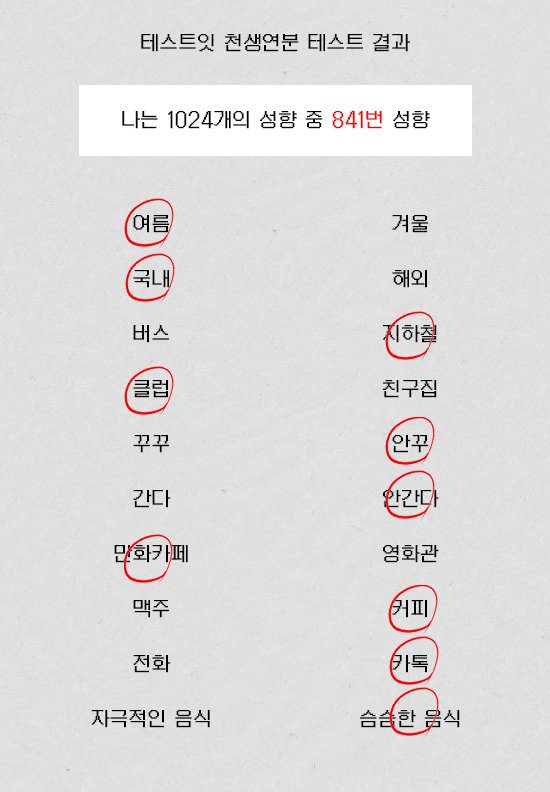 테스트잇 천생연분 테스트 결과
나는 1024개의 성향 중 841번 성향
여름 겨울
국내 해외
버스 지하철
클럽 친구집
꾸꾸 안꾸
간다 안간다
만화카페 영화관
맥주 커피
전화 카톡
자극적인 음식 슴슴한 음식